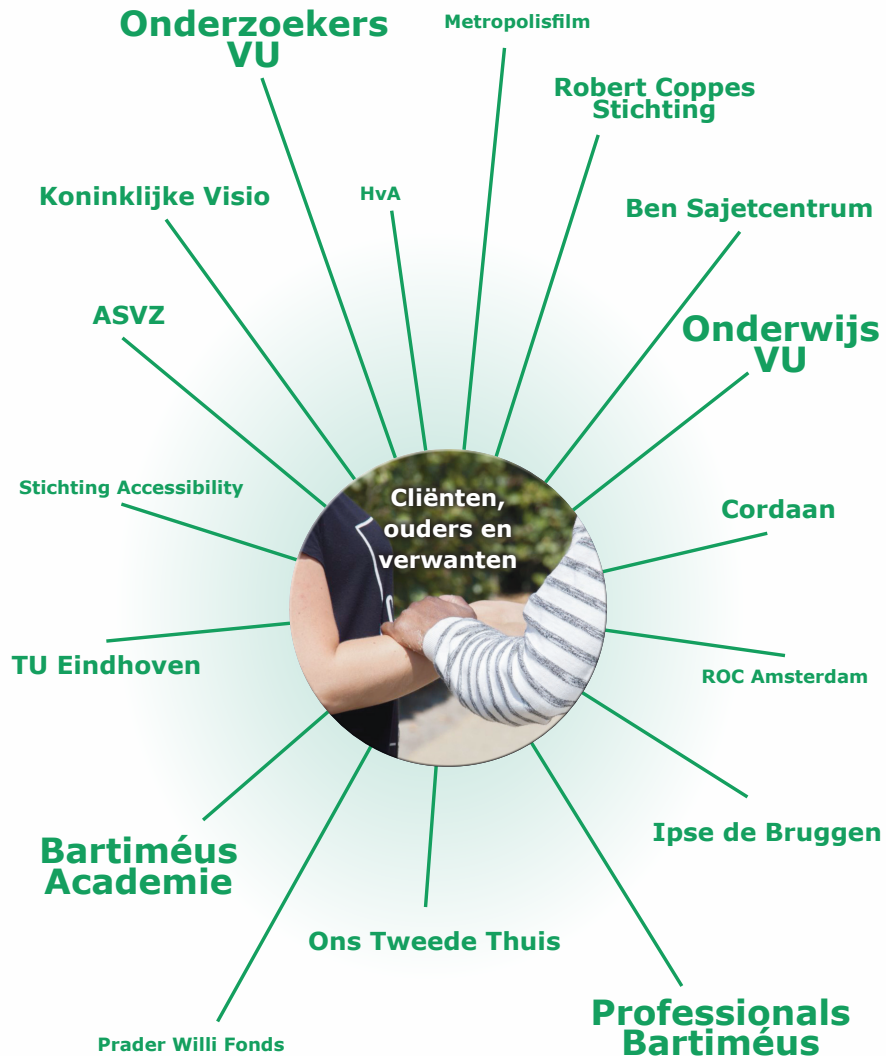 Onderzoekers
VU
Metropolisfilm
Robert Coppes
Stichting
Koninklijke Visio
HvA
Ben Sajetcentrum
ASVZ
Onderwijs
VU
Stichting Accessibility
Cliënten,
ouders en
verwanten
Cordaan
TU Eindhoven
ROC Amsterdam
Bartiméus
Academie
Ipse de Bruggen
Ons Tweede Thuis
Professionals
Bartiméus
Prader Willi Fonds